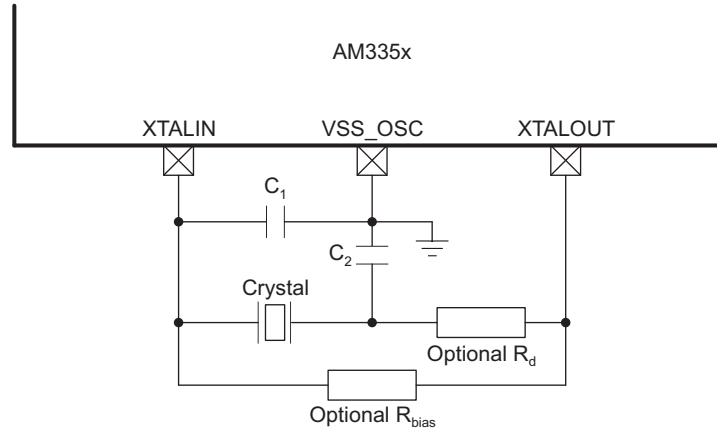 AM335x
XTALIN VSS_OSC XTALOUT
C1
C2
Crystal
Optional Rd
Optional Rbias